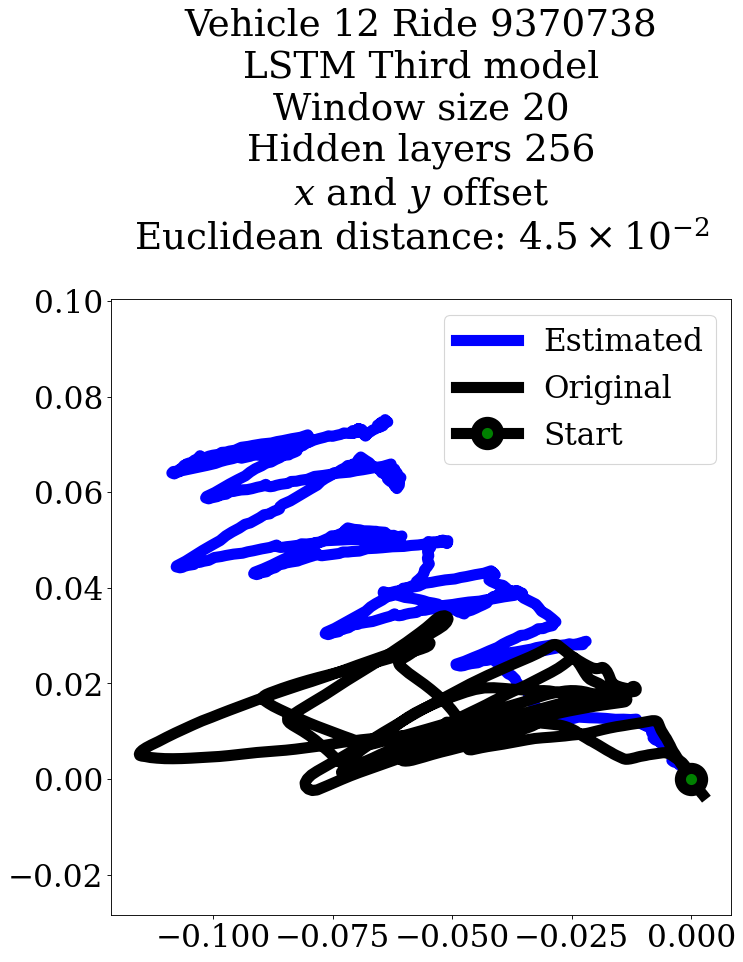 Vehicle 12 Ride 9370738
LSTM Third model
Window size 20
Hidden layers 256
x and y offset
Euclidean distance: 4.5 × 10⁻²
0.10
0.08
0.06
0.04
0.02
0.00
−0.02
Estimated
Original
Start
−0.100 −0.075 −0.050 −0.025 0.000